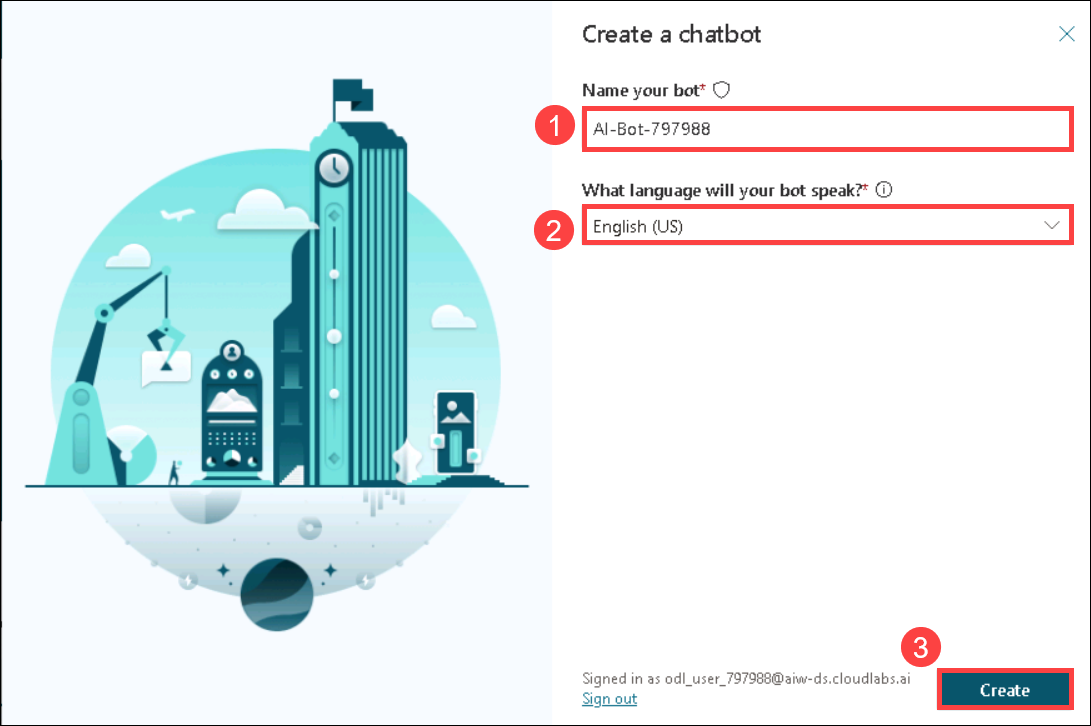 Create a chatbot
Name your bot*
1
AI-Bot-797988
What language will your bot speak?*
2
English (US)
3
Signed in as odl_user_797988@aiw-ds.cloudlabs.ai
Sign out
Create